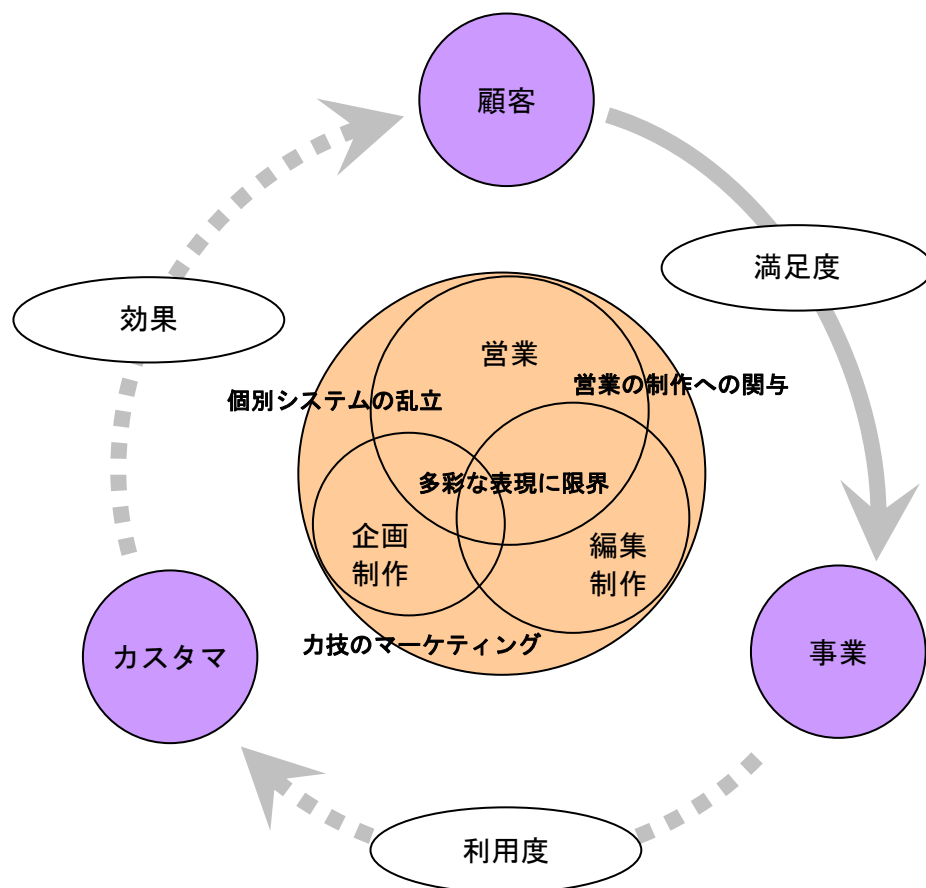 顧客
満足度
効果
営業
営業の制作への関与
個別システムの乱立
多彩な表現に限界
企画
制作
編集
制作
力技のマーケティング
カスタマ
事業
利用度